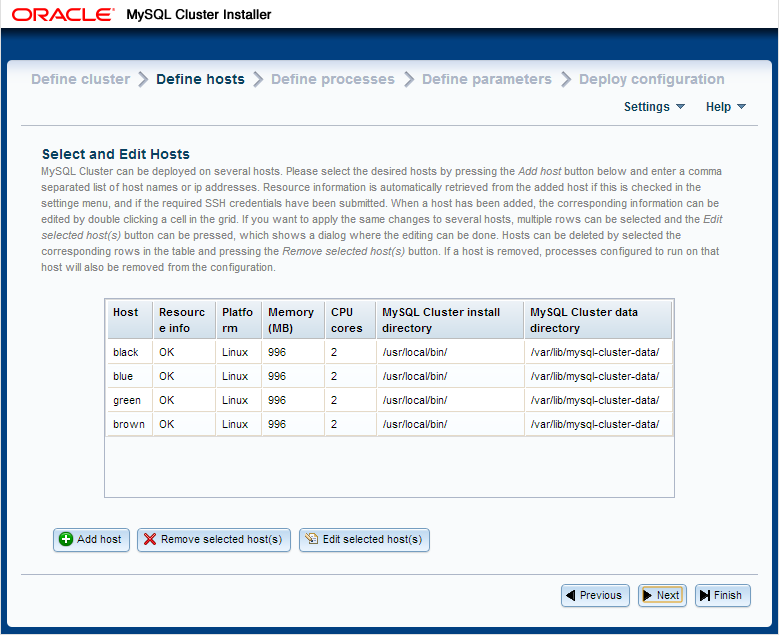 ORACLE® MySQL Cluster Installer
Define cluster > Define hosts > Define processes > Define parameters > Deploy configuration
Settings Help
Select and Edit Hosts
MySQL Cluster can be deployed on several hosts. Please select the desired hosts by pressing the Add host button below and enter a comma
separated list of host names or ip addresses. Resource information is automatically retrieved from the added host if this is checked in the
settinge menu, and if the required SSH credentials have been submitted. When a host has been added, the corresponding information can be
edited by double clicking a cell in the grid. If you want to apply the same changes to several hosts, multiple rows can be selected and the Edit
selected host(s) button can be pressed, which shows a dialog where the editing can be done. Hosts can be deleted by selected the
corresponding rows in the table and pressing the Remove selected host(s) button. If a host is removed, processes configured to run on that
host will also be removed from the configuration.
Host Resourc Platfo Memory CPU MySQL Cluster install MySQL Cluster data
e info rm (MB) cores directory directory
black OK Linux 996 2 /usr/local/bin/ /var/lib/mysql-cluster-data/
blue OK Linux 996 2 /usr/local/bin/ /var/lib/mysql-cluster-data/
green OK Linux 996 2 /usr/local/bin/ /var/lib/mysql-cluster-data/
brown OK Linux 996 2 /usr/local/bin/ /var/lib/mysql-cluster-data/
Add host Remove selected host(s) Edit selected host(s)
Previous Next Finish